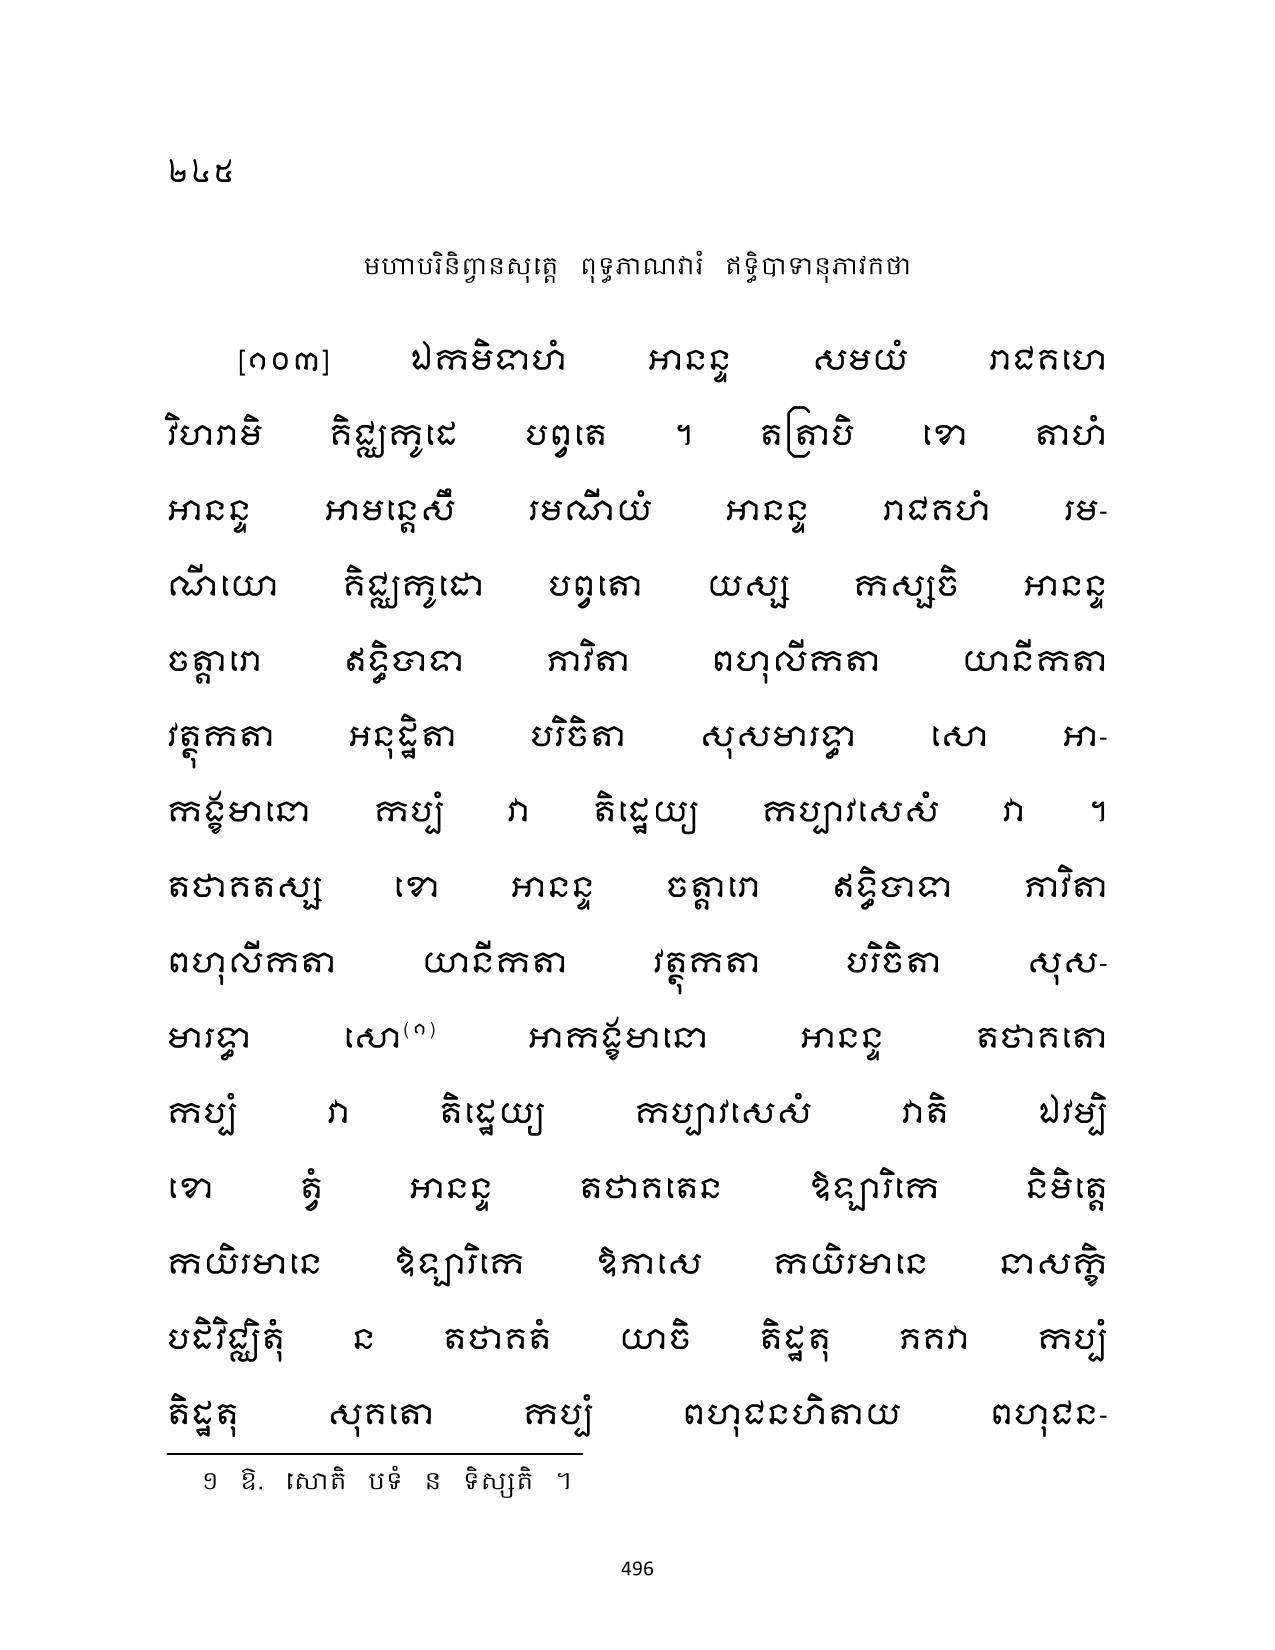 ២៤៥
មហាបរិនិព្វានសុត្តេ ពុទ្ធភាណវារំ ឥទ្ធិបាទានុភាវកថា
[១០៣] ឯកមិទាហំ អានន្ទ សមយំ រាជគហេ
វិហរាមិ គិជ្ឈកូដេ បព្វតេ ។ តត្រាបិ ខោ តាហំ
អានន្ទ អាមន្តេសឹ រមណីយំ អានន្ទ រាជគហំ រម-
ណីយោ គិជ្ឈកូដោ បព្វតោ យស្ស កស្សចិ អានន្ទ
ចត្តារោ ឥទ្ធិបាទា ភាវិតា ពហុលីកតា យានីកតា
វត្ថុកតា អនុដ្ឋិតា បរិចិតា សុសមារទ្ធា សោ អា-
កង្ខមានោ កប្បំ វា តិដ្ឋេយ្យ កប្បាវសេសំ វា ។
តថាគតស្ស ខោ អានន្ទ ចត្តារោ ឥទ្ធិបាទា ភាវិតា
ពហុលីកតា យានីកតា វត្ថុកតា បរិចិតា សុស-
មារទ្ធា សោ(១) អាកង្ខមានោ អានន្ទ តថាគតោ
កប្បំ វា តិដ្ឋេយ្យ កប្បាវសេសំ វាតិ ឯវម្បិ
ខោ ត្វំ អានន្ទ តថាគតេន ឱឡារិកេ និមិត្តេ
កយិរមានេ ឱឡារិកេ ឱភាសេ កយិរមានេ នាសក្ខិ
បដិវិជ្ឈិតុំ ន តថាគតំ យាចិ តិដ្ឋតុ ភគវា កប្បំ
តិដ្ឋតុ សុគតោ កប្បំ ពហុជនហិតាយ ពហុជន-
១ ឱ. សោតិ បទំ ន ទិស្សតិ ។
496